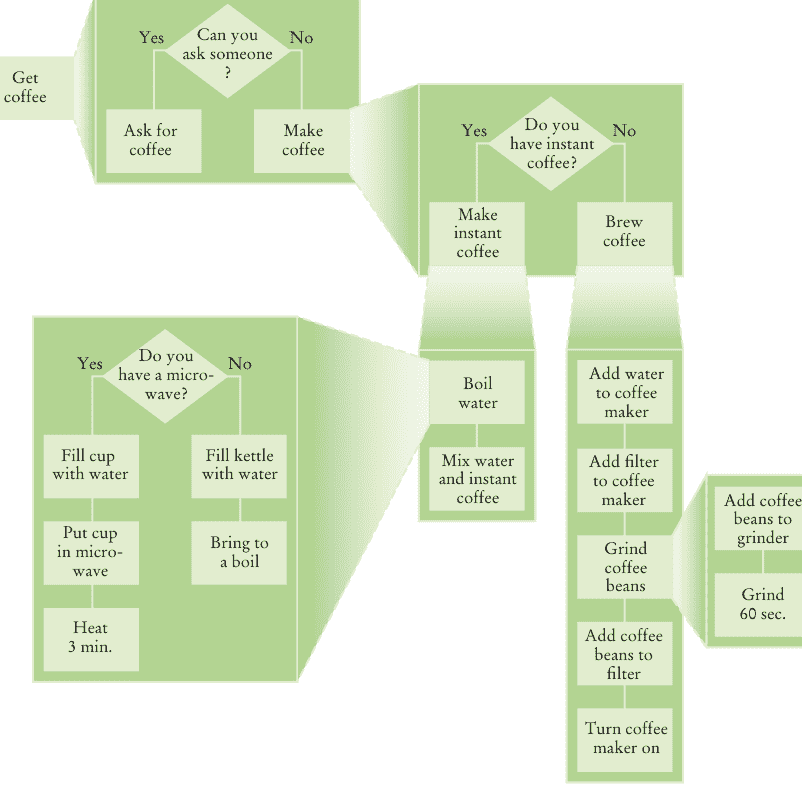 Get
coffee
Yes
Can you
ask someone
?
No
Ask for
coffee
Make
coffee
Yes
Do you
have instant
coffee?
No
Make
instant
coffee
Brew
coffee
Yes
Do you
have a micro-
wave?
No
Fill cup
with water
Put cup
in micro-
wave
Heat
3 min.
Fill kettle
with water
Bring to
a boil
Boil
water
Mix water
and instant
coffee
Add water
to coffee
maker
Add filter
to coffee
maker
Grind
coffee
beans
Add coffee
beans to
filter
Turn coffee
maker on
Add coffee
beans to
grinder
Grind
60 sec.